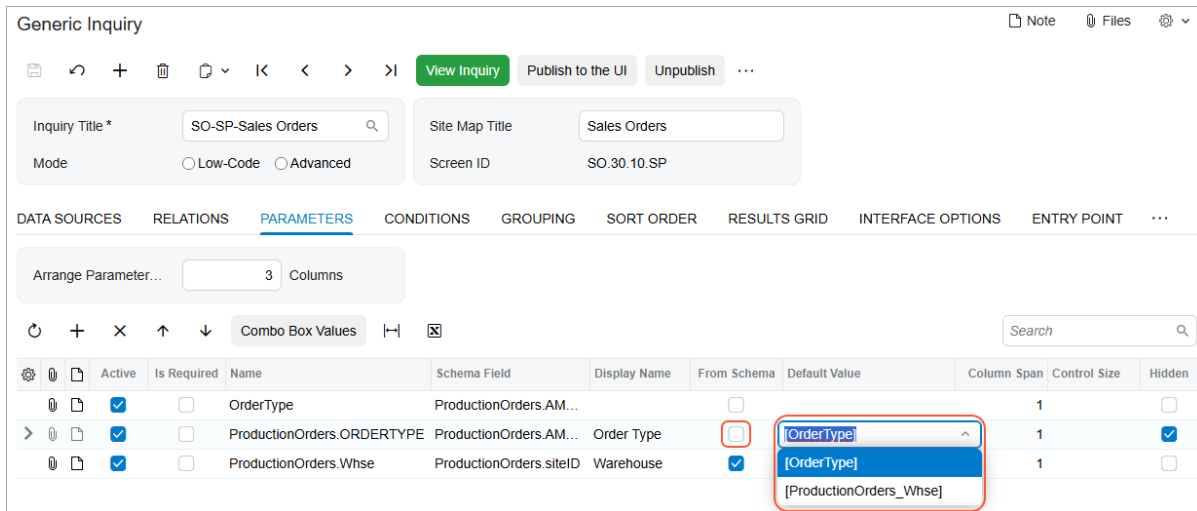 Generic Inquiry
Note Files
View Inquiry Publish to the UI Unpublish ...
Inquiry Title * SO-SP-Sales Orders Site Map Title Sales Orders
Mode Low-Code Advanced Screen ID SO.30.10.SP
DATA SOURCES RELATIONS PARAMETERS CONDITIONS GROUPING SORT ORDER RESULTS GRID INTERFACE OPTIONS ENTRY POINT ...
Arrange Parameter... 3 Columns
Combo Box Values Search
Active Is Required Name Schema Field Display Name From Schema Default Value Column Span Control Size Hidden
OrderType ProductionOrders.AM... 1
ProductionOrders.ORDERTYPE ProductionOrders.AM... Order Type [OrderType] 1
ProductionOrders.Whse ProductionOrders.siteID Warehouse [OrderType] 1
[ProductionOrders_Whse]